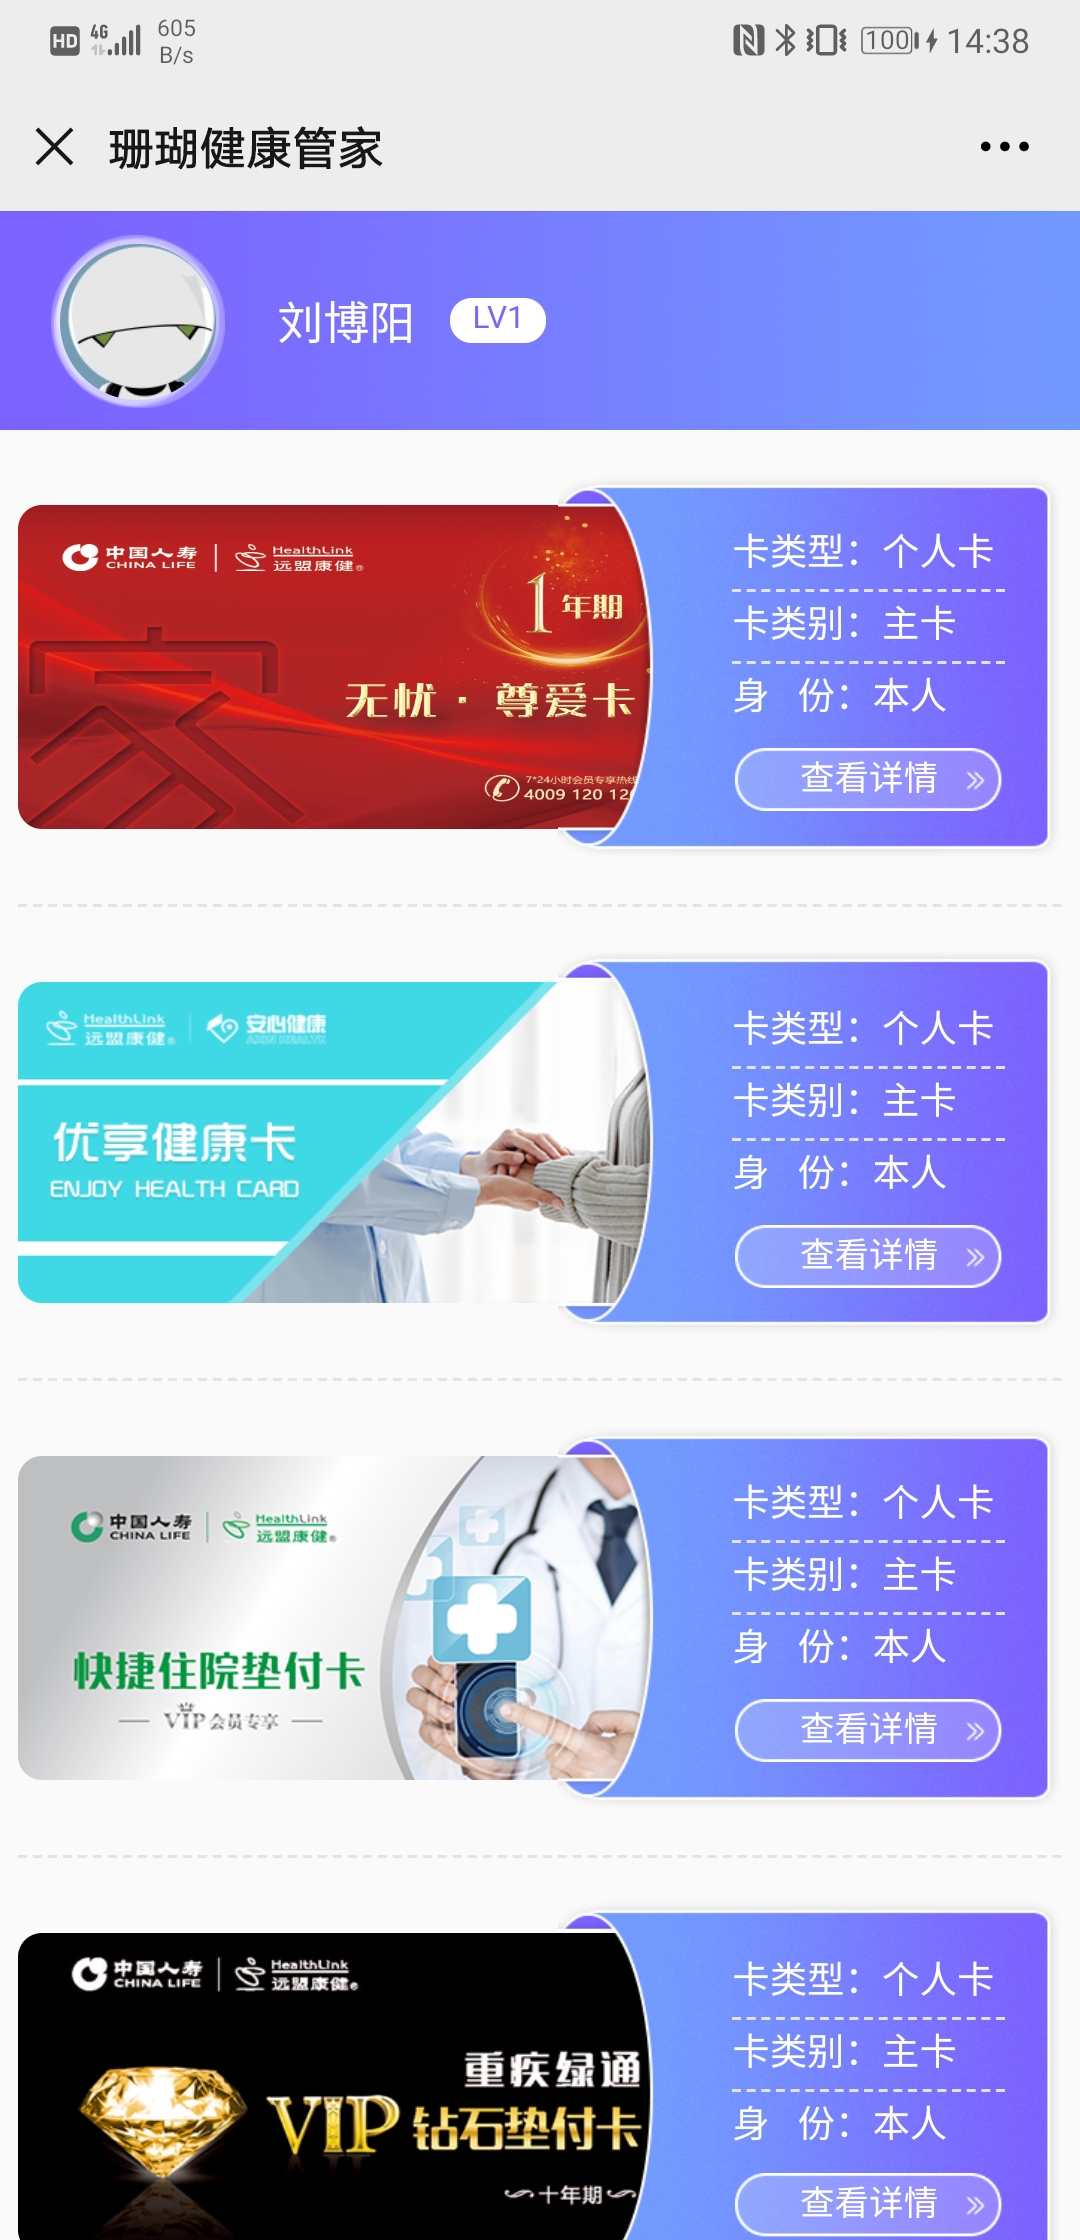 HD 4G 605 B/s 100 14:38
珊瑚健康管家
刘博阳 LV1
中国人寿 CHINA LIFE HealthLink 远盟康健®
1年期
无忧·尊爱卡
7*24小时会员专享热线
4009 120 12
卡类型：个人卡
卡类别：主卡
身 份：本人
查看详情 »
HealthLink 远盟康健® 安心健康 AXIN HEALTH
优享健康卡
ENJOY HEALTH CARD
卡类型：个人卡
卡类别：主卡
身 份：本人
查看详情 »
中国人寿 CHINA LIFE HealthLink 远盟康健®
快捷住院垫付卡
VIP会员专享
卡类型：个人卡
卡类别：主卡
身 份：本人
查看详情 »
中国人寿 CHINA LIFE HealthLink 远盟康健®
重疾绿通
VIP钻石垫付卡
十年期
卡类型：个人卡
卡类别：主卡
身 份：本人
查看详情 »